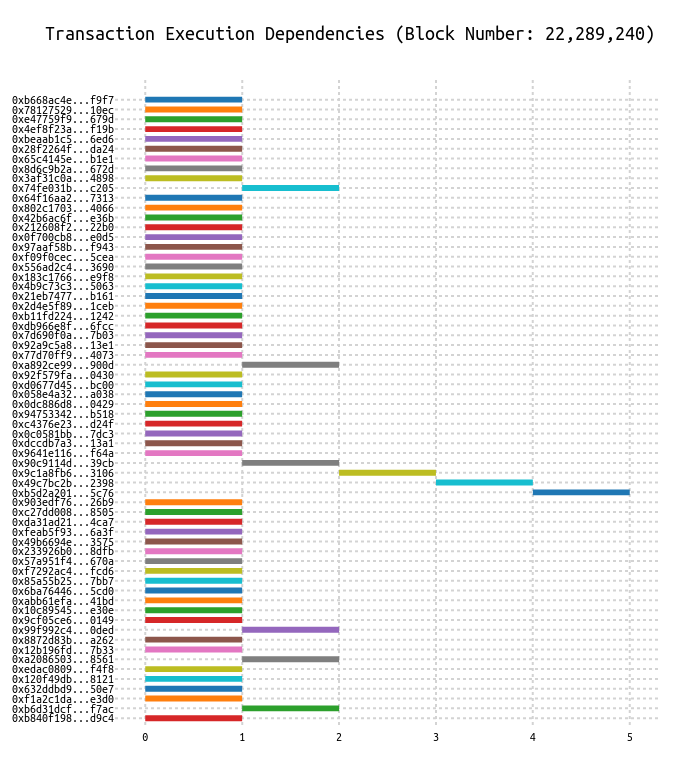 Transaction Execution Dependencies (Block Number: 22,289,240)
0xb668ac4e...f9f7
0x78127529...10ec
0xe47759f9...679d
0x4ef8f23a...f19b
0xbeaab1c5...6ed6
0x28f2264f...da24
0x65c4145e...b1e1
0x8d6c9b2a...672d
0x3af31c0a...4898
0x74fe031b...c205
0x64f16aa2...7313
0x802c1703...4066
0x42b6ac6f...e36b
0x212608f2...22b0
0x0f700cb8...e0d5
0x97aaf58b...f943
0xf09f0cec...5cea
0x556ad2c4...3690
0x183c1766...e9f8
0x4b9c73c3...5063
0x21eb7477...b161
0x2d4e5f89...1ceb
0xb11fd224...1242
0xdb966e8f...6fcc
0x7d690f0a...7b03
0x92a9c5a8...13e1
0x77d70ff9...4073
0xa892ce99...900d
0x92f579fa...0430
0xd0677d45...bc00
0x058e4a32...a038
0x0dc886d8...0429
0x94753342...b518
0xc4376e23...d24f
0x0c0581bb...7dc3
0xdccdb7a3...13a1
0x9641e116...f64a
0x90c9114d...39cb
0x9c1a8fb6...3106
0x49c7bc2b...2398
0xb5d2a201...5c76
0x903edf76...26b9
0xc27dd008...8505
0xda31ad21...4ca7
0xfeab5f93...6a3f
0x49b6694e...3575
0x233926b0...8dfb
0x57a951f4...670a
0xf7292ac4...fcd6
0x85a55b25...7bb7
0x6ba76446...5cd0
0xabb61efa...41bd
0x10c89545...e30e
0x9cf05ce6...0149
0x99f992c4...0ded
0x8872d83b...a262
0x12b196fd...7b33
0xa2086503...8561
0xedac0809...f4f8
0x120f49db...8121
0x632ddbd9...50e7
0xf1a2c1da...e3d0
0xb6d31dcf...f7ac
0xb840f198...d9c4
0 1 2 3 4 5